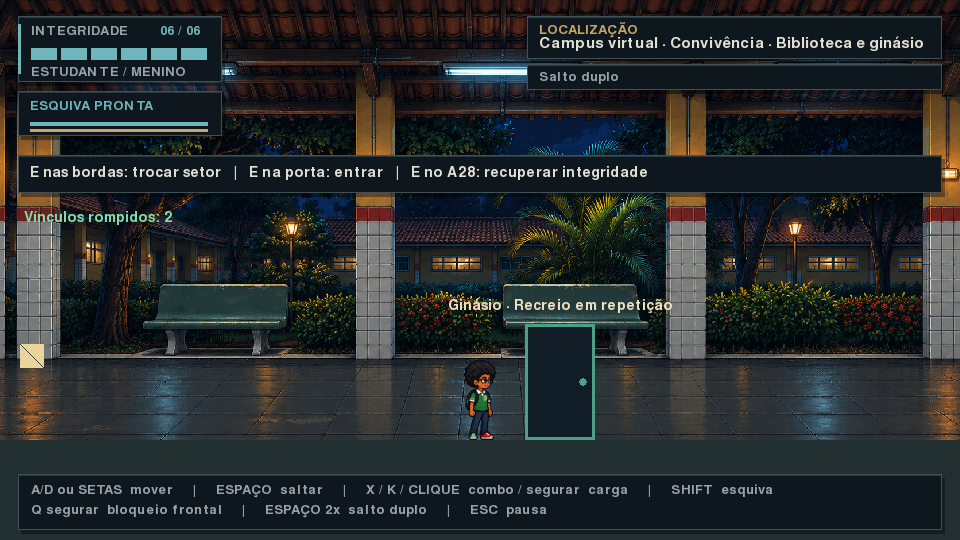 INTEGRIDADE 06 / 06
ESTUDANTE / MENINO
ESQUIVA PRONTA
LOCALIZAÇÃO
Campus virtual · Convivência · Biblioteca e ginásio
Salto duplo
E nas bordas: trocar setor | E na porta: entrar | E no A28: recuperar integridade
Vínculos rompidos: 2
Ginásio · Recreio em repetição
A/D ou SETAS mover | ESPAÇO saltar | X / K / CLIQUE combo / segurar carga | SHIFT esquiva
Q segurar bloqueio frontal | ESPAÇO 2x salto duplo | ESC pausa